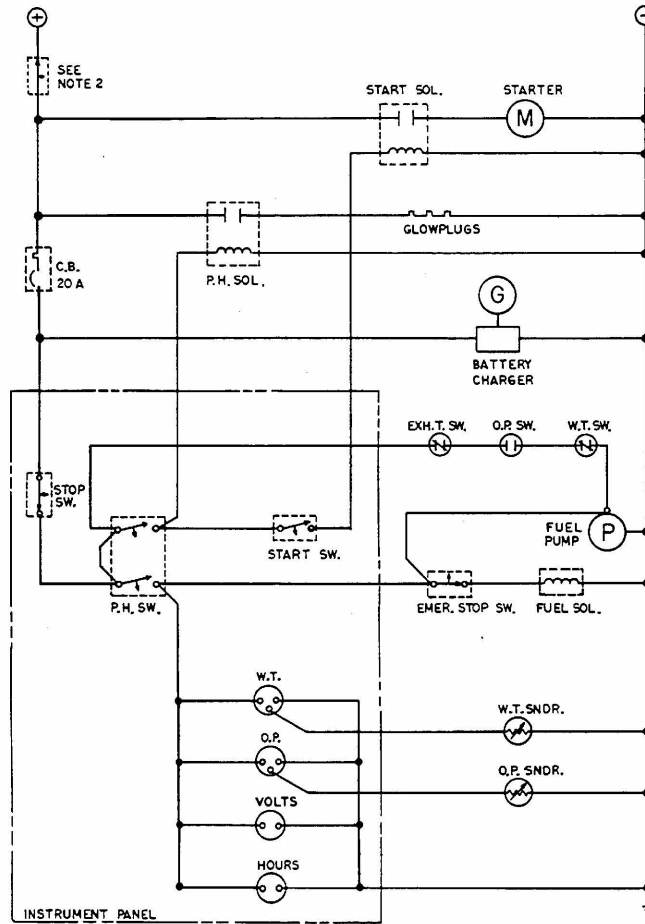 +
-
SEE
NOTE 2
START SOL.
STARTER
M
GLOWPLUGS
C.B.
20 A
P.H. SOL.
G
BATTERY
CHARGER
EXH.T. SW.
O.P. SW.
W.T. SW.
STOP
SW.
START SW.
FUEL
PUMP
P
P.H. SW.
EMER. STOP SW.
FUEL SOL.
W.T.
W.T. SNDR.
O.P.
O.P. SNDR.
VOLTS
HOURS
INSTRUMENT PANEL